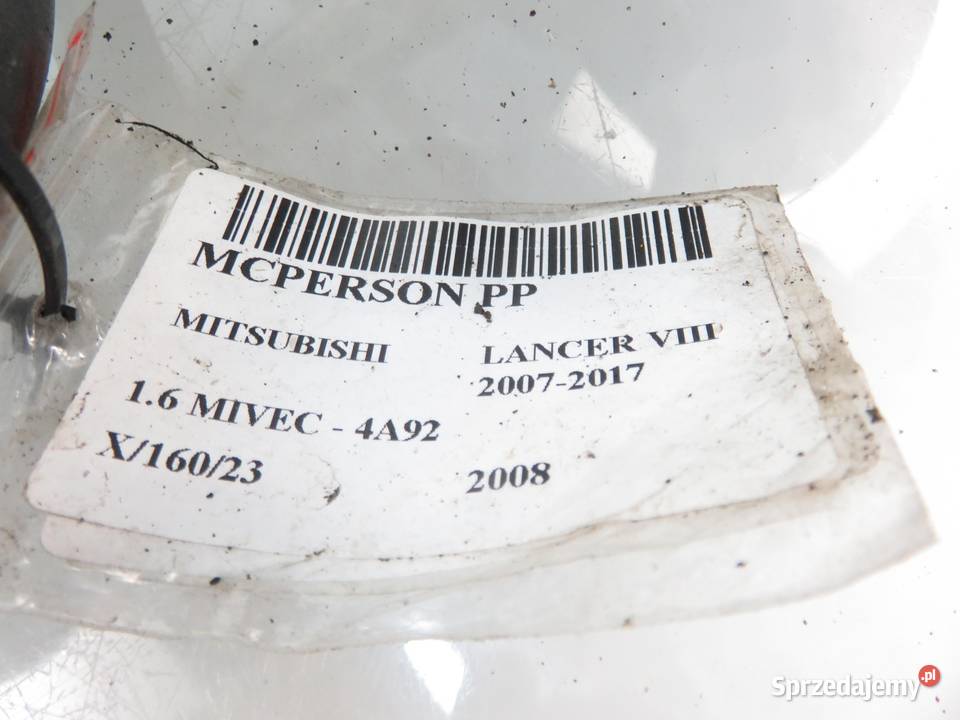 MCPERSON PP
MITSUBISHI LANCER VIII
2007-2017
1.6 MIVEC - 4A92
X/160/23 2008
Sprzedajemy.pl